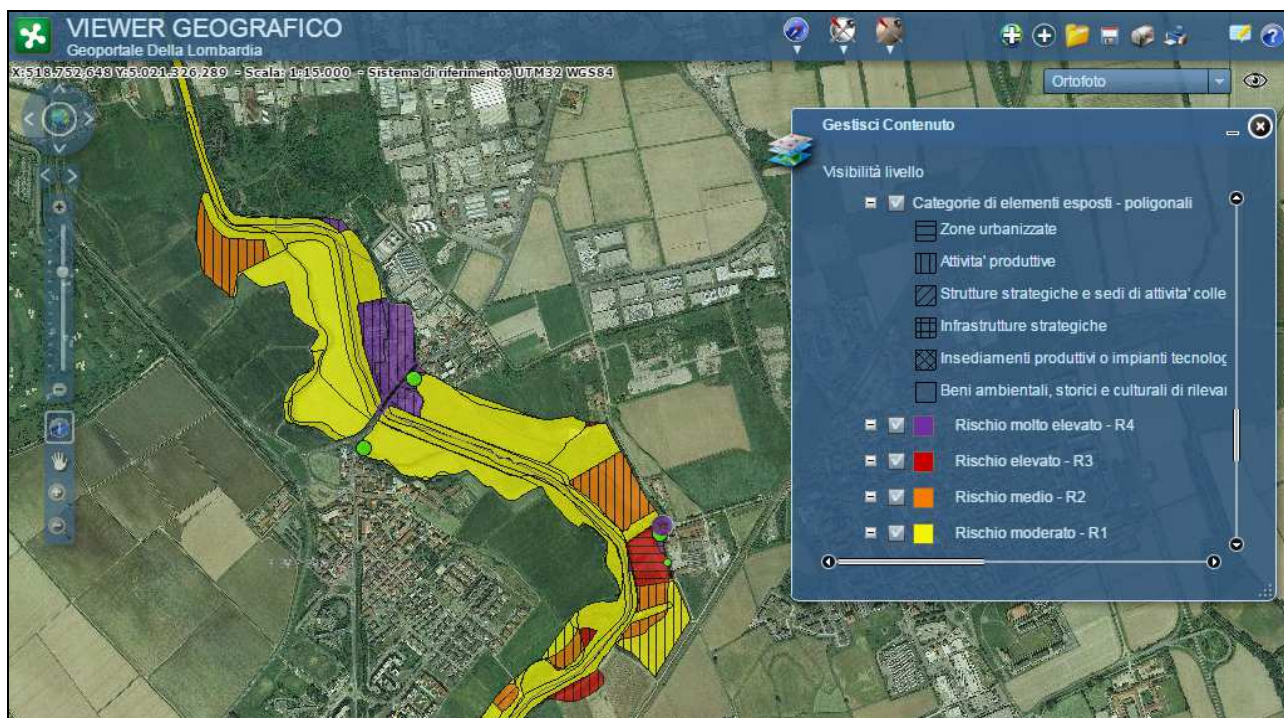 VIEWER GEOGRAFICO
Geoportale Della Lombardia
X:518.752,648 Y:5.021.326,289 - Scala: 1:15.000 - Sistema di riferimento: UTM32 WGS84
Ortofoto
Gestisci Contenuto
Visibilità livello
Categorie di elementi esposti - poligonali
Zone urbanizzate
Attivita' produttive
Strutture strategiche e sedi di attivita' colle
Infrastrutture strategiche
Insediamenti produttivi o impianti tecnolog
Beni ambientali, storici e culturali di rilevan
Rischio molto elevato - R4
Rischio elevato - R3
Rischio medio - R2
Rischio moderato - R1